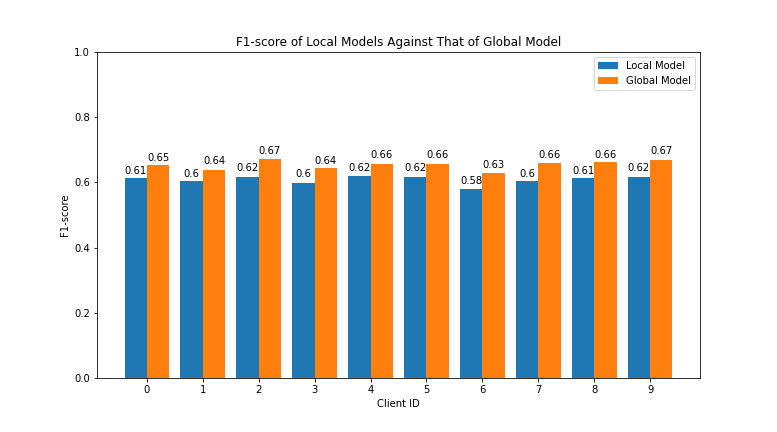 F1-score of Local Models Against That of Global Model
1.0
Local Model
Global Model
0.8
0.61 0.65 0.6 0.64 0.62 0.67 0.6 0.64 0.62 0.66 0.62 0.66 0.58 0.63 0.6 0.66 0.61 0.66 0.62 0.67
0.6
F1-score
0.4
0.2
0.0
0 1 2 3 4 5 6 7 8 9
Client ID